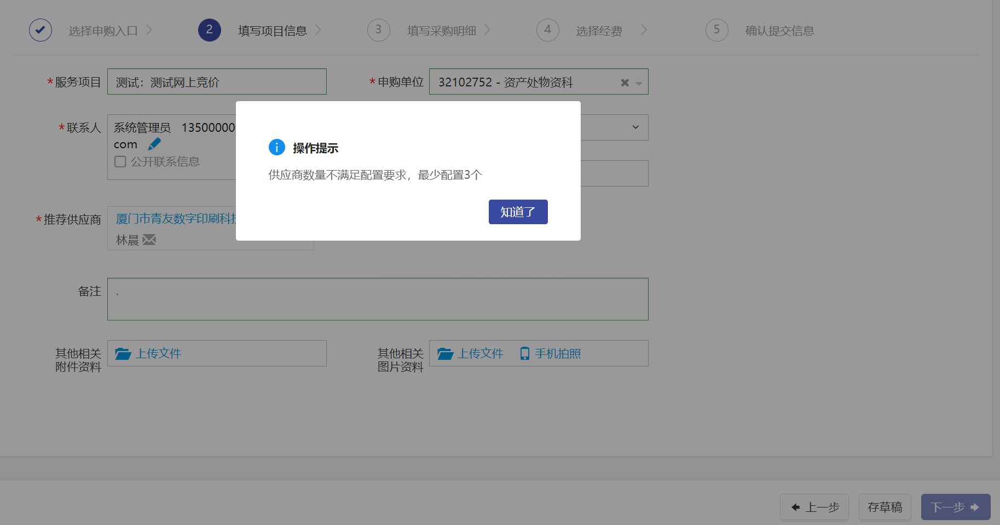 选择申购入口
2 填写项目信息
3 填写采购明细
4 选择经费
5 确认提交信息
*服务项目 测试：测试网上竞价
*申购单位 32102752 - 资产处物资科
*联系人 系统管理员 13500000
com
公开联系信息
操作提示
供应商数量不满足配置要求，最少配置3个
知道了
*推荐供应商 厦门市青友数字印刷科
林晨
备注 .
其他相关
附件资料
上传文件
其他相关
图片资料
上传文件 手机拍照
上一步
存草稿
下一步